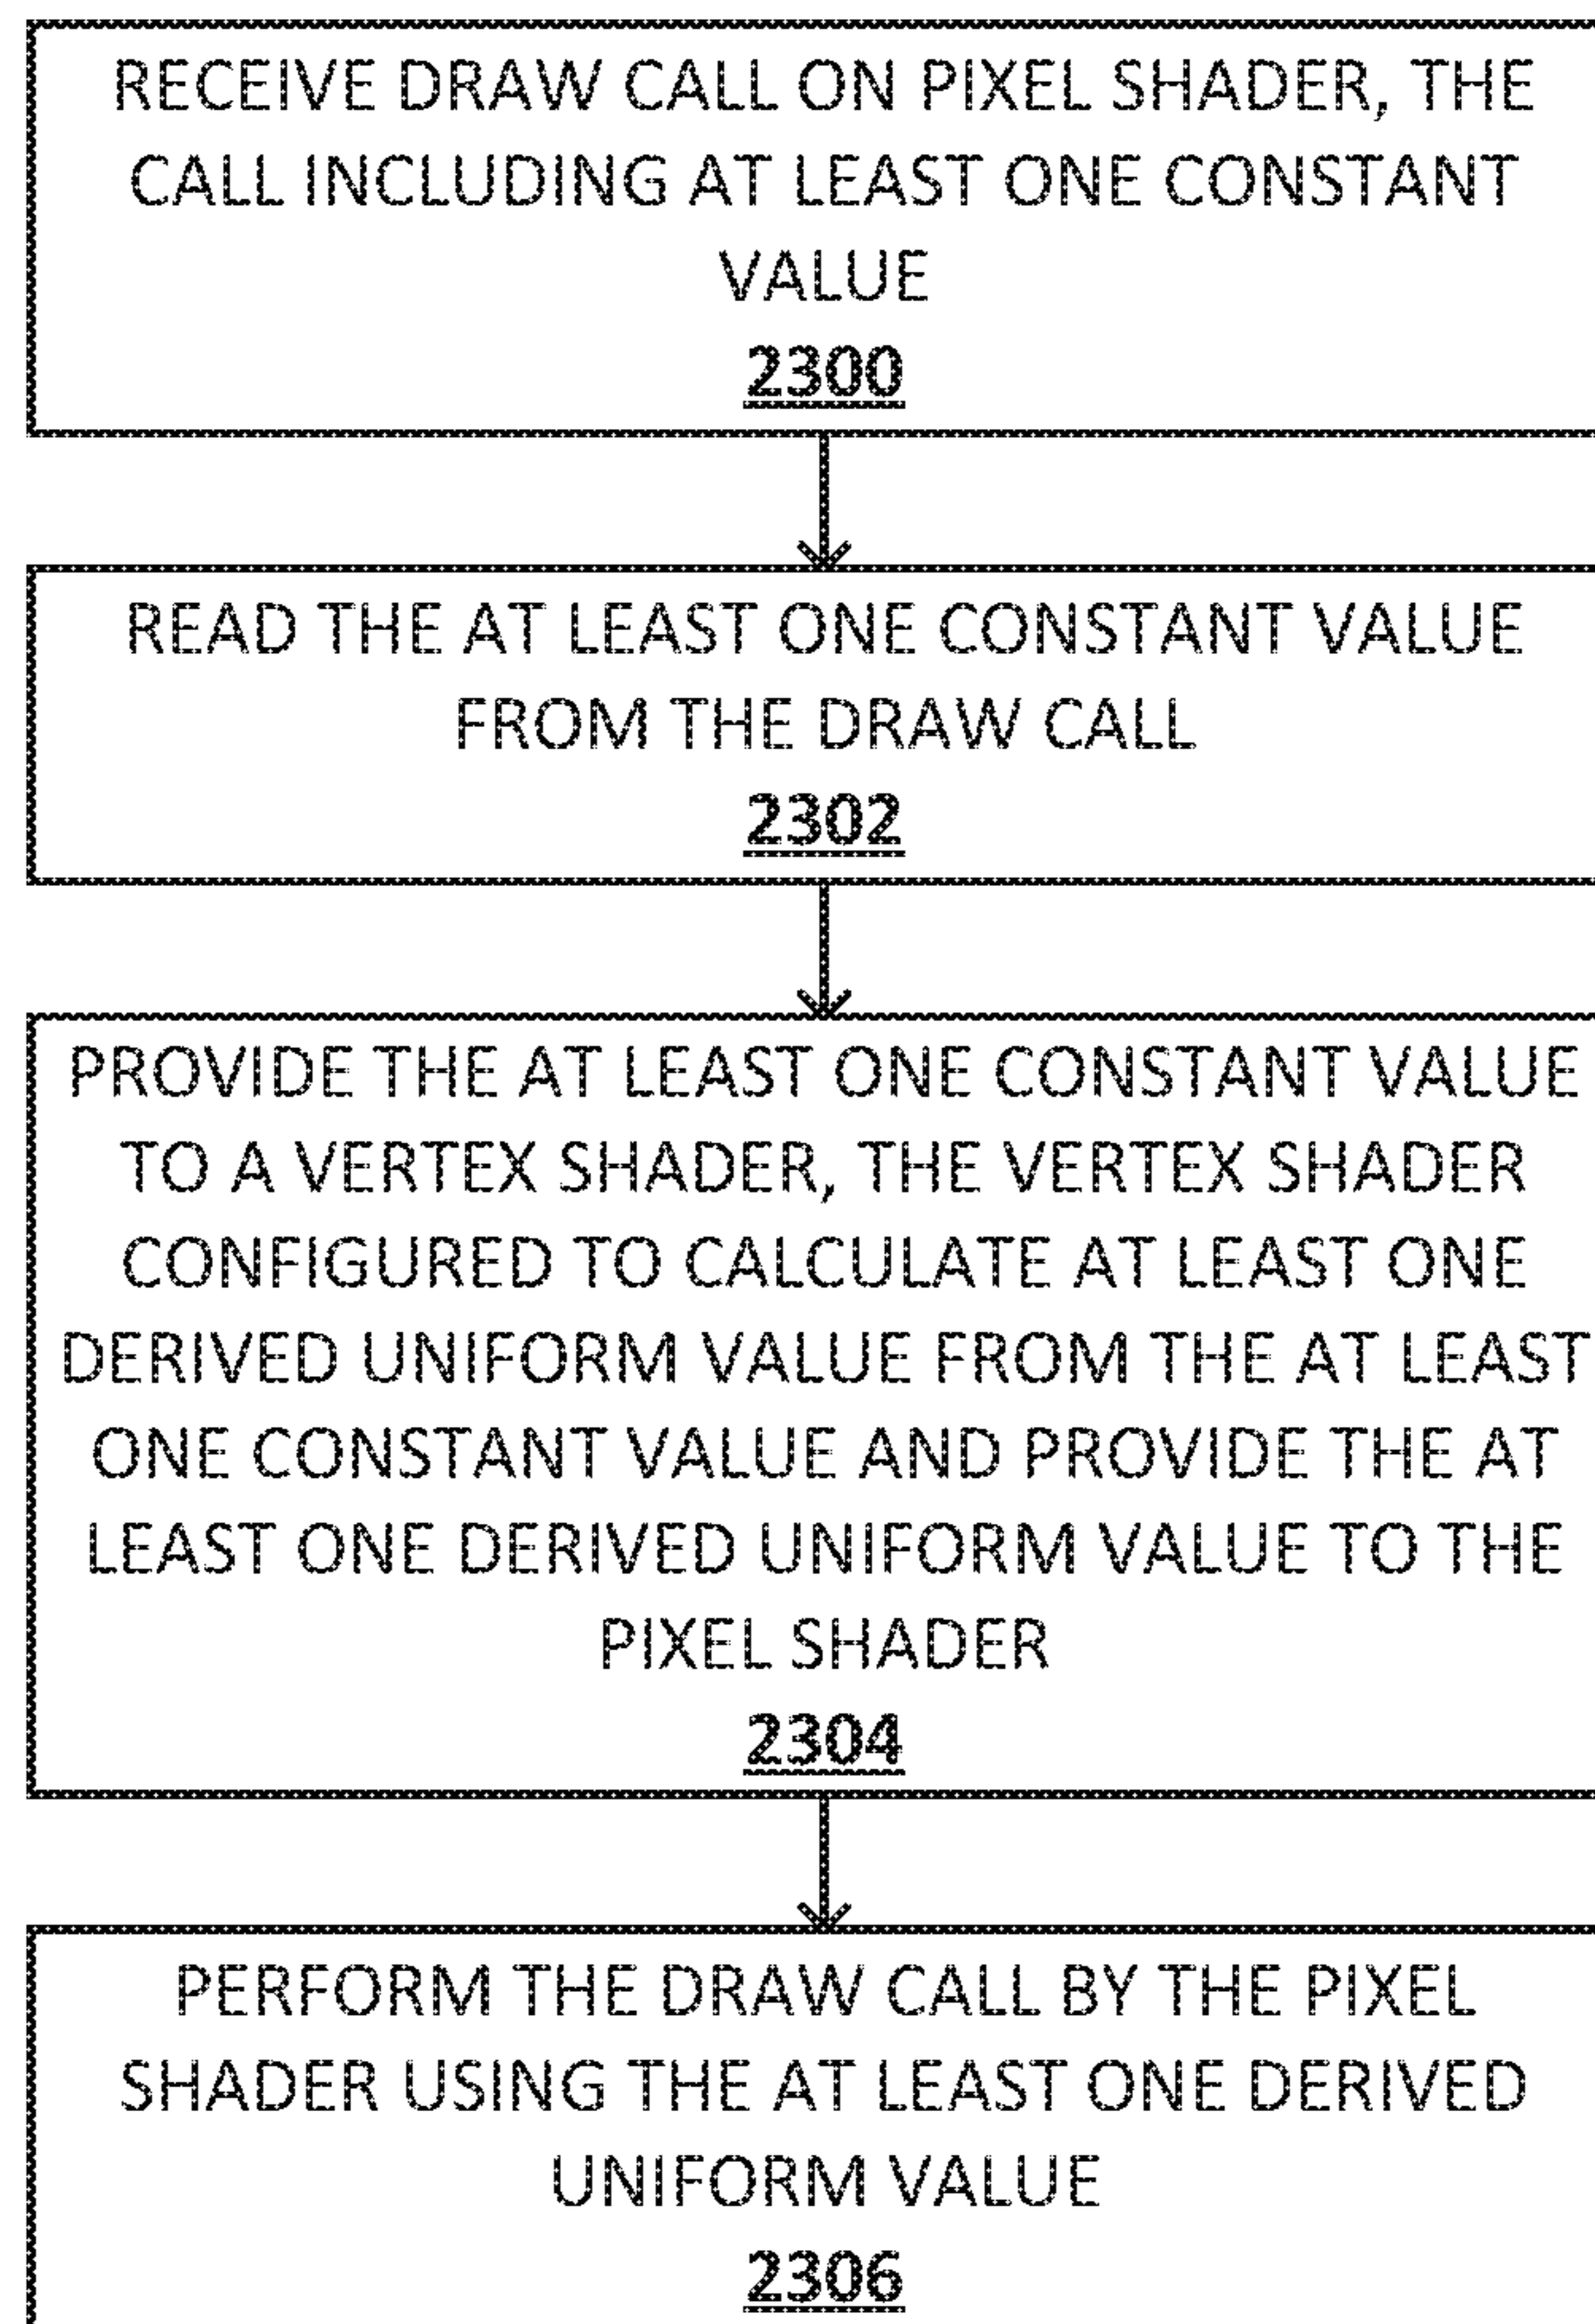 RECEIVE DRAW CALL ON PIXEL SHADER, THE
CALL INCLUDING AT LEAST ONE CONSTANT
VALUE
2300
READ THE AT LEAST ONE CONSTANT VALUE
FROM THE DRAW CALL
2302
PROVIDE THE AT LEAST ONE CONSTANT VALUE
TO A VERTEX SHADER, THE VERTEX SHADER
CONFIGURED TO CALCULATE AT LEAST ONE
DERIVED UNIFORM VALUE FROM THE AT LEAST
ONE CONSTANT VALUE AND PROVIDE THE AT
LEAST ONE DERIVED UNIFORM VALUE TO THE
PIXEL SHADER
2304
PERFORM THE DRAW CALL BY THE PIXEL
SHADER USING THE AT LEAST ONE DERIVED
UNIFORM VALUE
2306